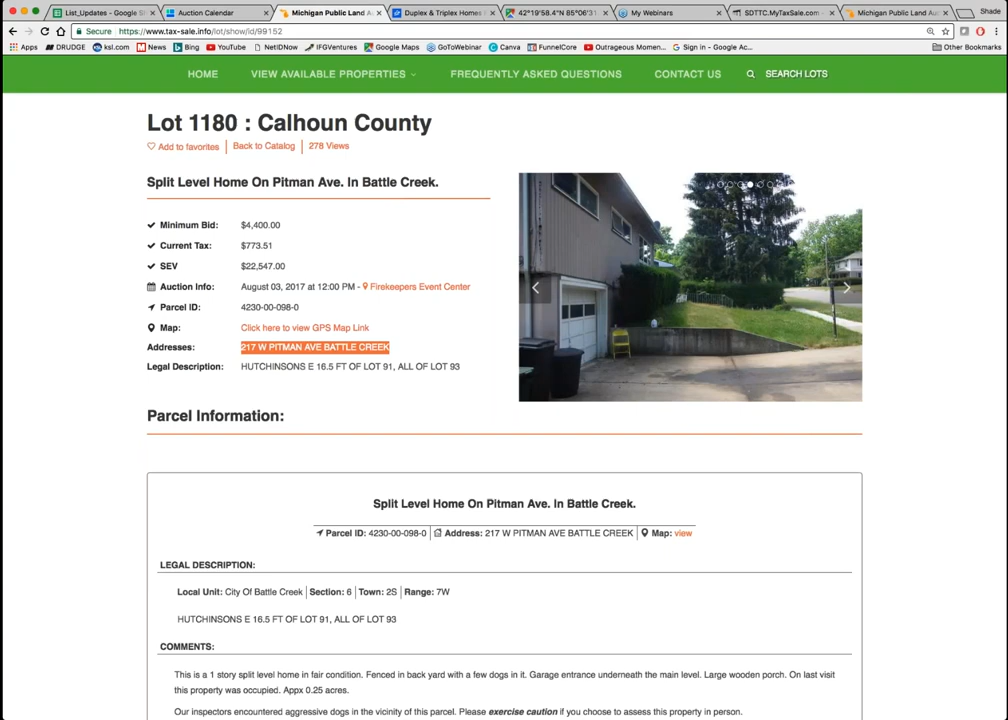 List_Updates - Google S
Auction Calendar
Michigan Public Land A
Duplex & Triplex Homes
42°19'58.4"N 85°06'31
My Webinars
SDTTC.MyTaxSale.com -
Michigan Public Land Au
Shade
Secure
https://www.tax-sale.info/lot/show/id/99152
Apps
DRUDGE
ksl.com
News
Bing
YouTube
NetIDNow
IFGVentures
Google Maps
GoToWebinar
Canva
FunnelCore
Outrageous Momen...
Sign in - Google Ac...
Other Bookmarks
HOME
VIEW AVAILABLE PROPERTIES
FREQUENTLY ASKED QUESTIONS
CONTACT US
SEARCH LOTS
Lot 1180 : Calhoun County
Add to favorites
Back to Catalog
278 Views
Split Level Home On Pitman Ave. In Battle Creek.
Minimum Bid: $4,400.00
Current Tax: $773.51
SEV $22,547.00
Auction Info: August 03, 2017 at 12:00 PM - Firekeepers Event Center
Parcel ID: 4230-00-098-0
Map: Click here to view GPS Map Link
Addresses: 217 W PITMAN AVE BATTLE CREEK
Legal Description: HUTCHINSONS E 16.5 FT OF LOT 91, ALL OF LOT 93
Parcel Information:
Split Level Home On Pitman Ave. In Battle Creek.
Parcel ID: 4230-00-098-0 Address: 217 W PITMAN AVE BATTLE CREEK Map: view
LEGAL DESCRIPTION:
Local Unit: City Of Battle Creek Section: 6 Town: 2S Range: 7W
HUTCHINSONS E 16.5 FT OF LOT 91, ALL OF LOT 93
COMMENTS:
This is a 1 story split level home in fair condition. Fenced in back yard with a few dogs in it. Garage entrance underneath the main level. Large wooden porch. On last visit
this property was occupied. Appx 0.25 acres.
Our inspectors encountered aggressive dogs in the vicinity of this parcel. Please exercise caution if you choose to assess this property in person.